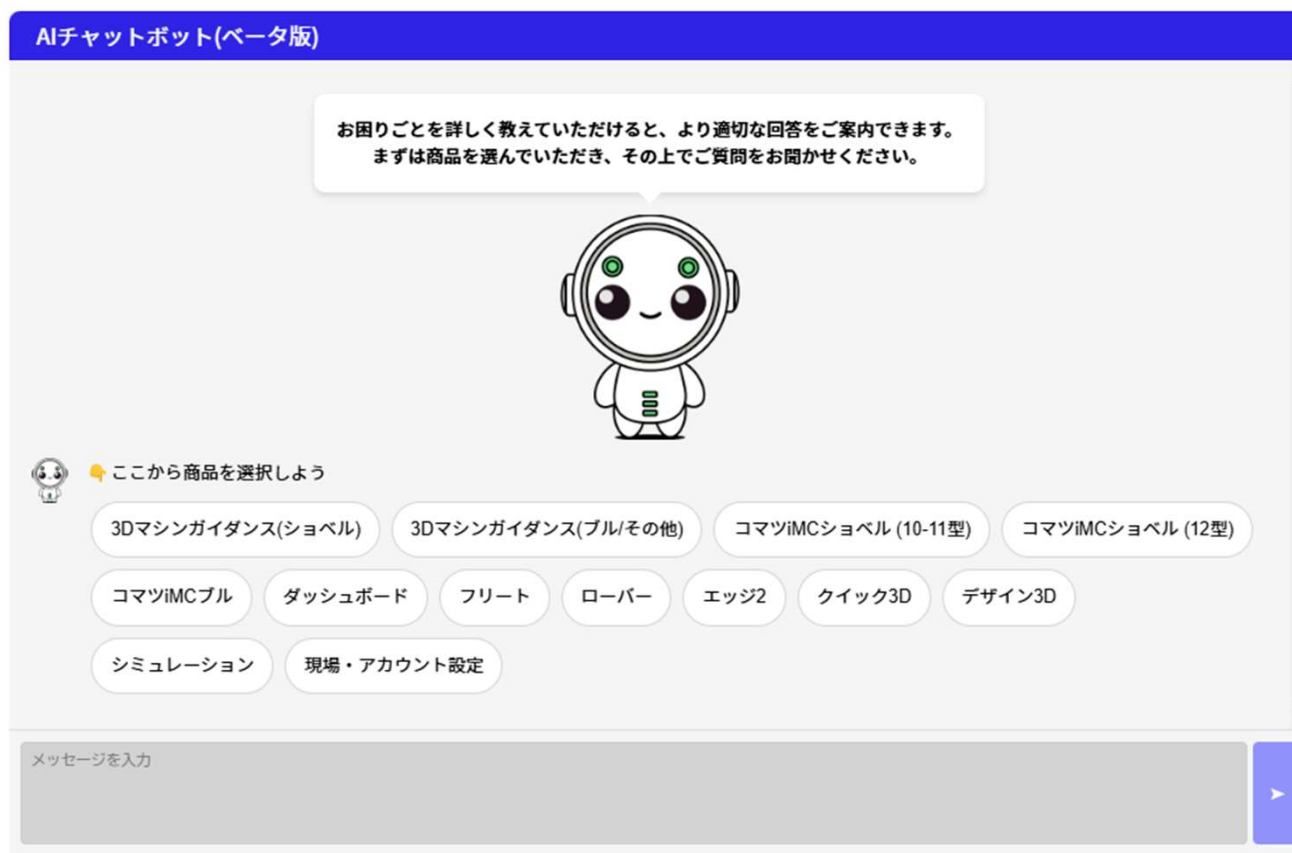 AIチャットボット(ベータ版)
お困りごとを詳しく教えていただけると、より適切な回答をご案内できます。
まずは商品を選んでいただき、その上でご質問をお聞かせください。
👇ここから商品を選択しよう
3Dマシンガイダンス(ショベル) 3Dマシンガイダンス(ブル/その他) コマツiMCショベル (10-11型) コマツiMCショベル (12型)
コマツiMCブル ダッシュボード フリート ローバー エッジ2 クイック3D デザイン3D
シミュレーション 現場・アカウント設定
メッセージを入力